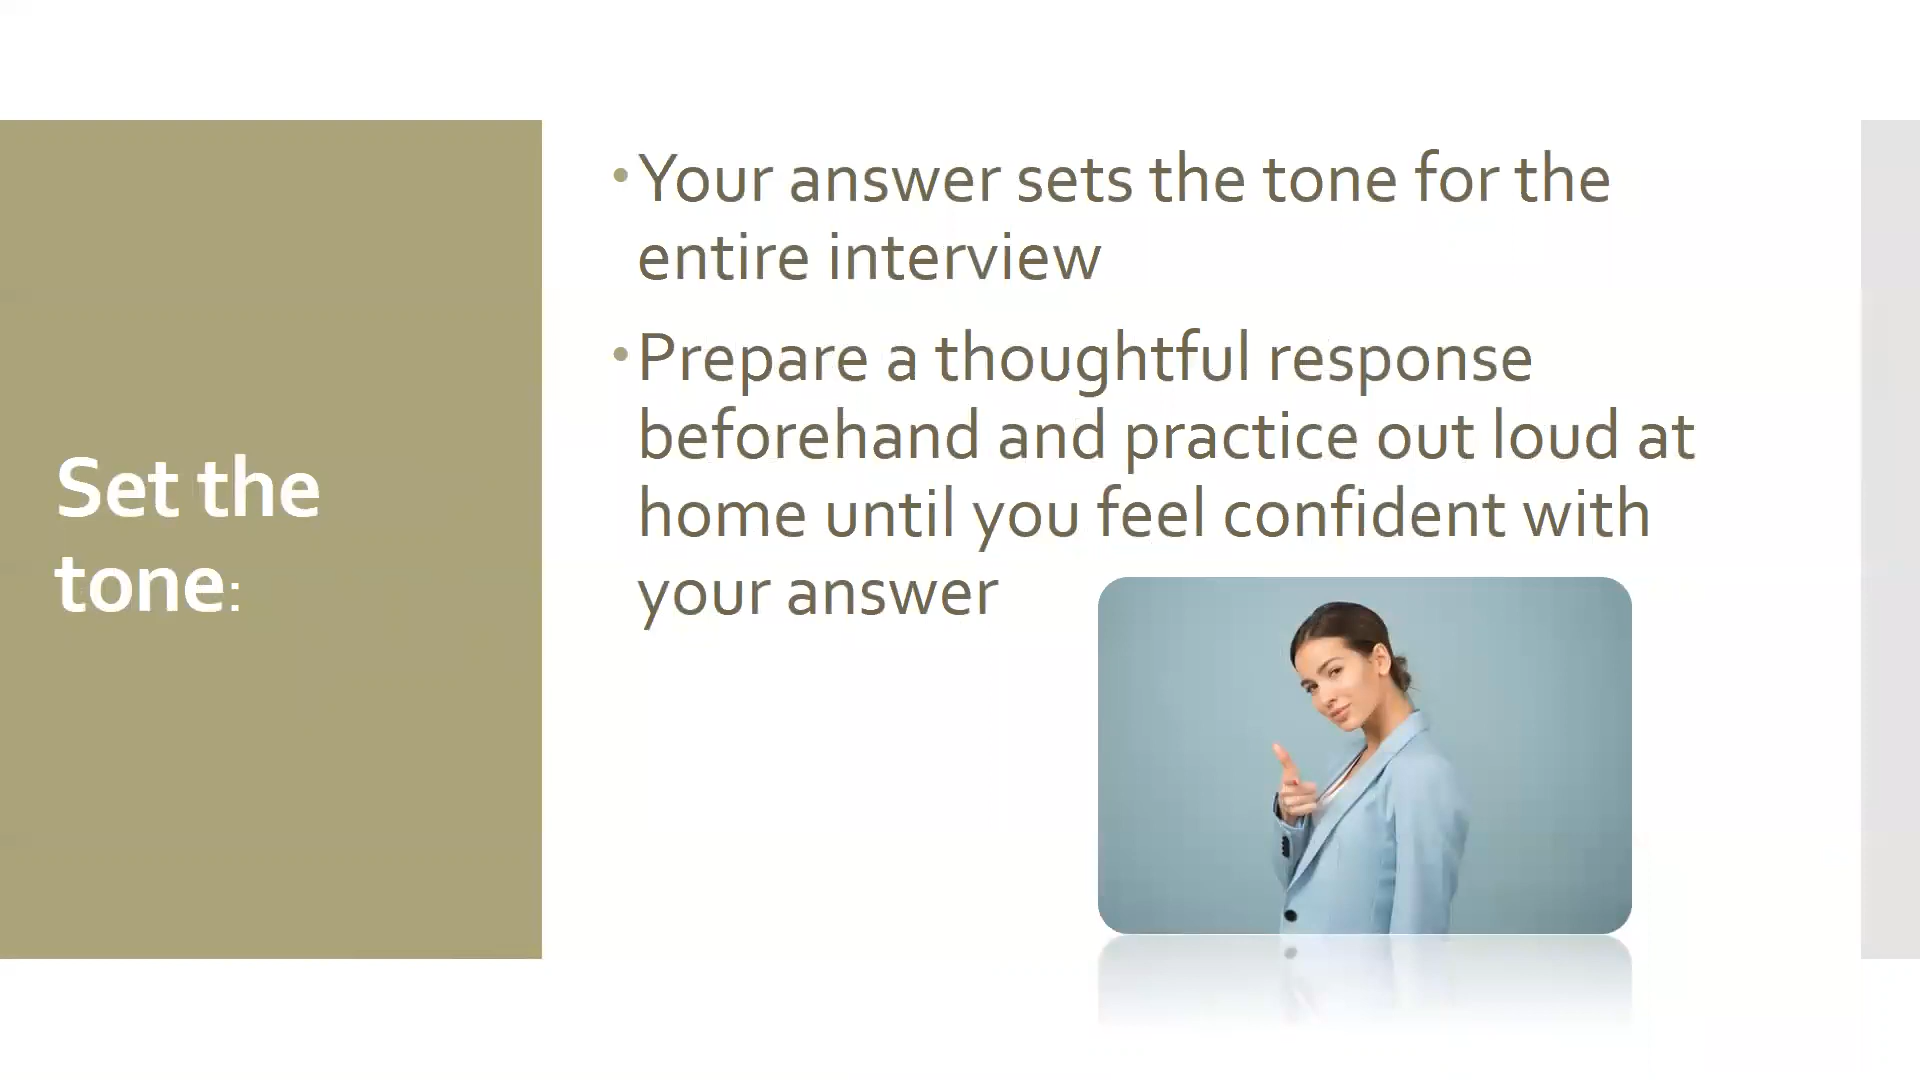 Set the
tone:
•Your answer sets the tone for the
entire interview
•Prepare a thoughtful response
beforehand and practice out loud at
home until you feel confident with
your answer